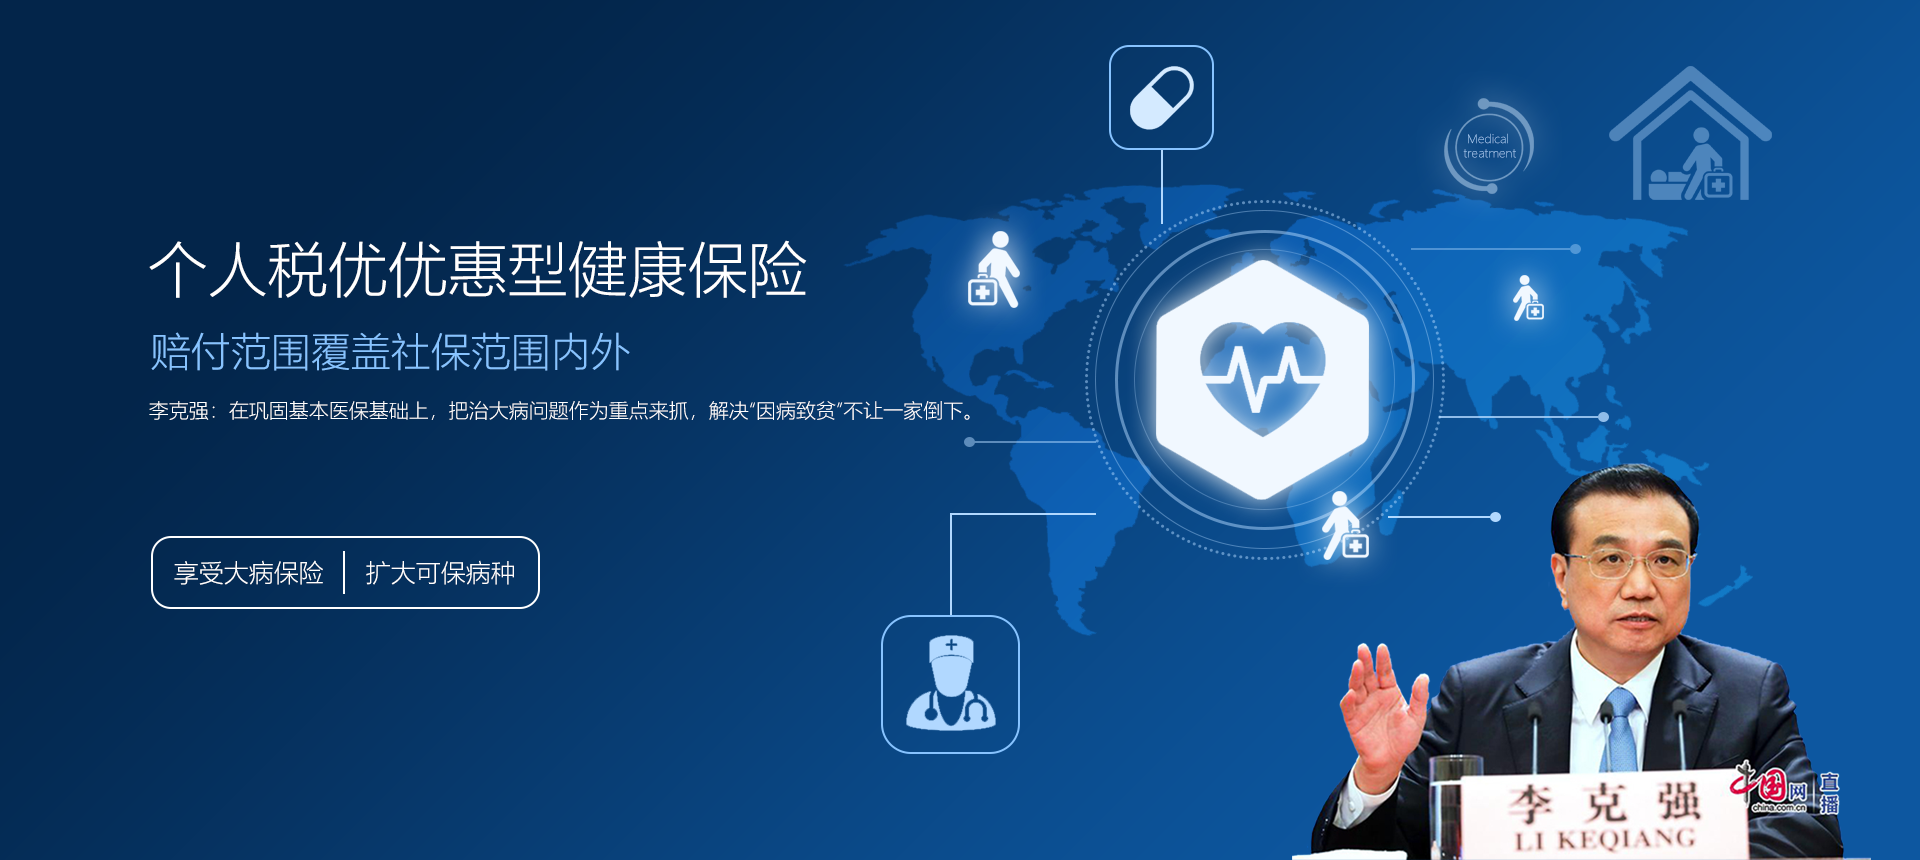 个人税优优惠型健康保险
赔付范围覆盖社保范围内外
李克强：在巩固基本医保基础上，把治大病问题作为重点来抓，解决“因病致贫”不让一家倒下。
享受大病保险
扩大可保病种
Medical
treatment
李克强
LI KEQIANG
中国网
直播
china.com.cn